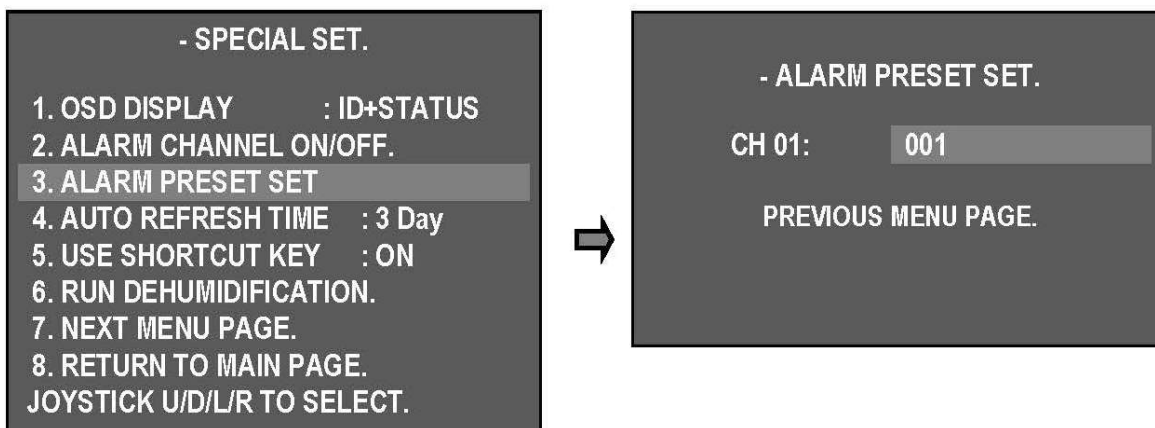 - SPECIAL SET.
1. OSD DISPLAY : ID+STATUS
2. ALARM CHANNEL ON/OFF.
3. ALARM PRESET SET
4. AUTO REFRESH TIME : 3 Day
5. USE SHORTCUT KEY : ON
6. RUN DEHUMIDIFICATION.
7. NEXT MENU PAGE.
8. RETURN TO MAIN PAGE.
JOYSTICK U/D/L/R TO SELECT.
- ALARM PRESET SET.
CH 01: 001
PREVIOUS MENU PAGE.